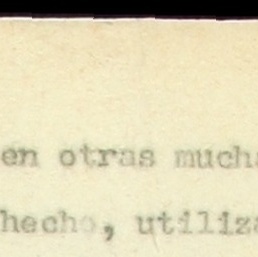 en otras mucha
hecho, utiliza